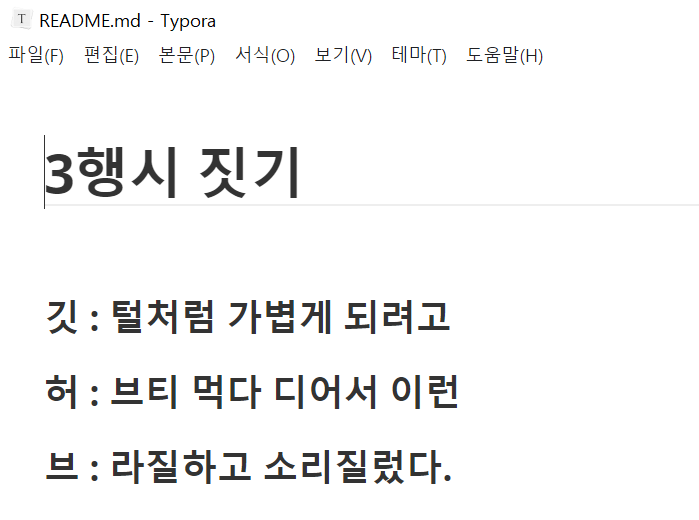 README.md - Typora
파일(F) 편집(E) 본문(P) 서식(O) 보기(V) 테마(T) 도움말(H)
3행시 짓기
깃 : 털처럼 가볍게 되려고
허 : 브티 먹다 디어서 이런
브 : 라질하고 소리질렀다.